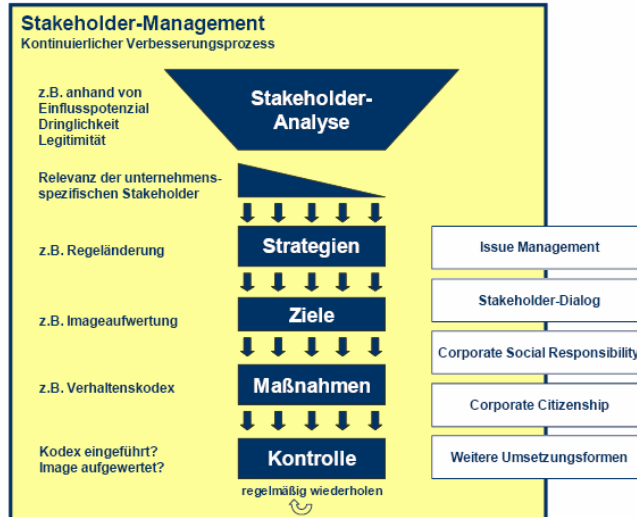 Stakeholder-Management
Kontinuierlicher Verbesserungsprozess
z.B. anhand von
Einflusspotenzial
Dringlichkeit
Legitimität
Stakeholder-
Analyse
Relevanz der unternehmens-
spezifischen Stakeholder
z.B. Regeländerung
Strategien
Issue Management
z.B. Imageaufwertung
Ziele
Stakeholder-Dialog
Corporate Social Responsibility
z.B. Verhaltenskodex
Maßnahmen
Corporate Citizenship
Kodex eingeführt?
Image aufgewertet?
Kontrolle
Weitere Umsetzungsformen
regelmäßig wiederholen